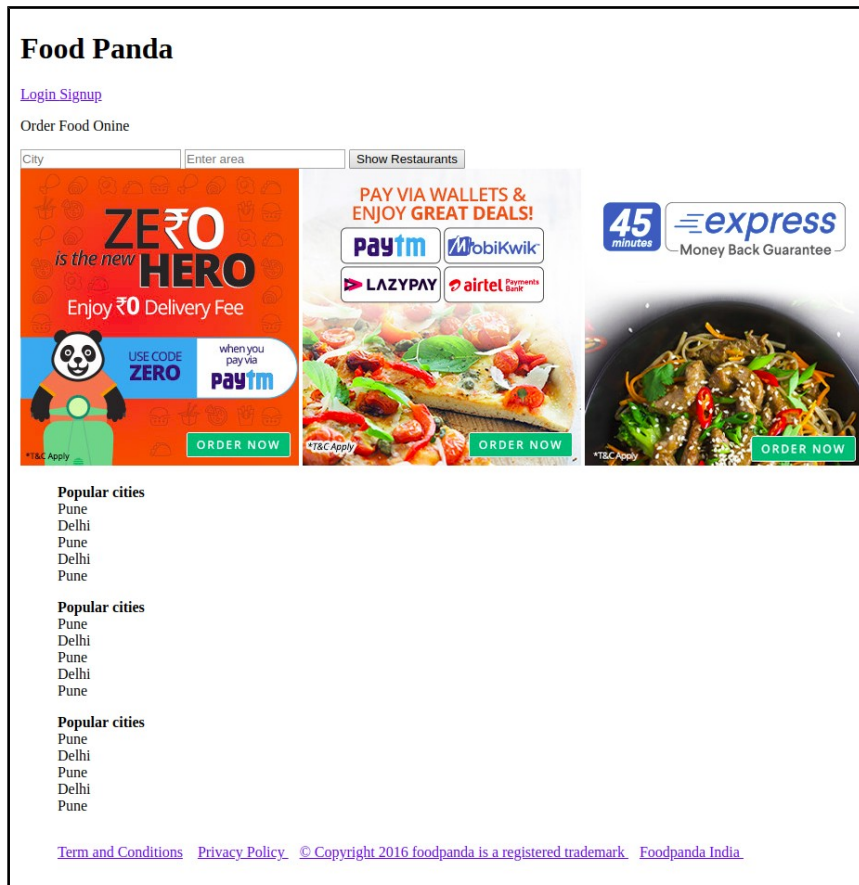 Food Panda
Login Signup
Order Food Onine
City Enter area Show Restaurants
ZE₹O
is the new HERO
Enjoy ₹0 Delivery Fee
USE CODE
ZERO
when you
pay via
paytm
ORDER NOW
*T&C Apply
PAY VIA WALLETS &
ENJOY GREAT DEALS!
paytm MobiKwik
LAZYPAY airtel Payments Bank
*T&C Apply ORDER NOW
45 minutes express
Money Back Guarantee
*T&C Apply ORDER NOW
Popular cities
Pune
Delhi
Pune
Delhi
Pune
Popular cities
Pune
Delhi
Pune
Delhi
Pune
Popular cities
Pune
Delhi
Pune
Delhi
Pune
Term and Conditions Privacy Policy © Copyright 2016 foodpanda is a registered trademark Foodpanda India